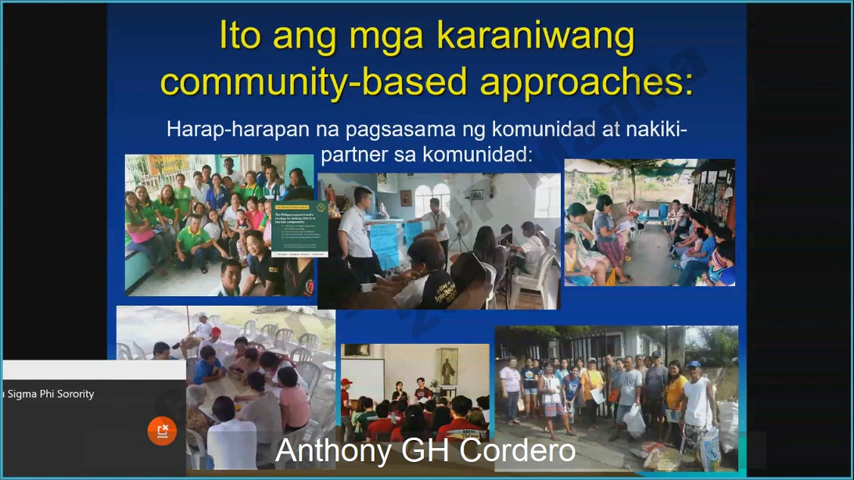 Ito ang mga karaniwang
community-based approaches:
Harap-harapan na pagsasama ng komunidad at nakiki-
partner sa komunidad:
Sigma Phi Sorority
Anthony GH Cordero